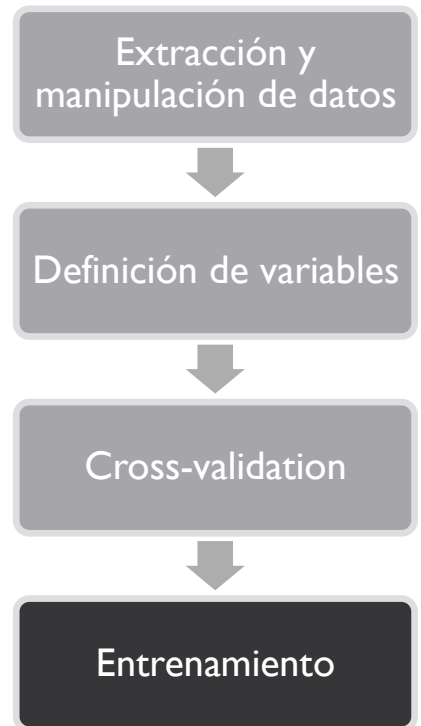 Extracción y
manipulación de datos
Definición de variables
Cross-validation
Entrenamiento